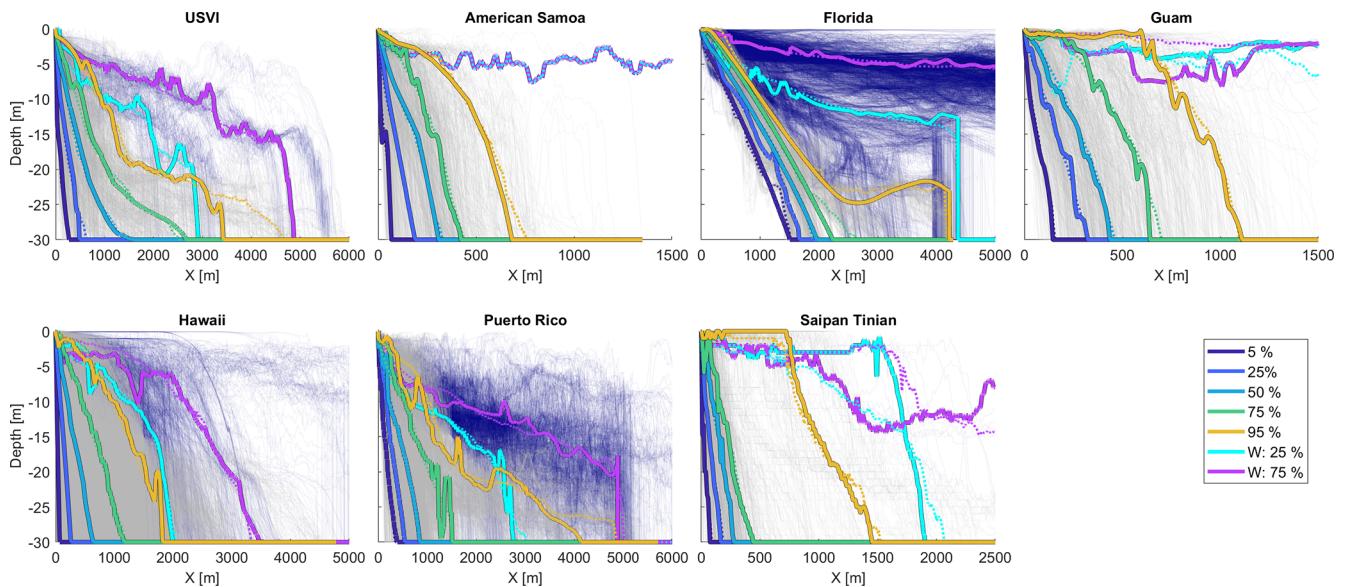 USVI
American Samoa
Florida
Guam
0
-5
-10
-15
-20
-25
-30
Depth [m]
0 1000 2000 3000 4000 5000 6000
X [m]
0 500 1000 1500
X [m]
0 1000 2000 3000 4000 5000
X [m]
0 500 1000 1500
X [m]
Hawaii
Puerto Rico
Saipan Tinian
0
-5
-10
-15
-20
-25
-30
Depth [m]
0 1000 2000 3000 4000 5000
X [m]
0 1000 2000 3000 4000 5000 6000
X [m]
0 500 1000 1500 2000 2500
X [m]
5 %
25%
50 %
75 %
95 %
W: 25 %
W: 75 %